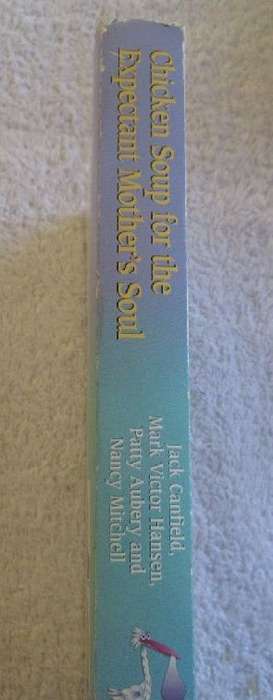 Chicken Soup for the
Expectant Mother's Soul
Jack Canfield,
Mark Victor Hansen,
Patty Aubery and
Nancy Mitchell